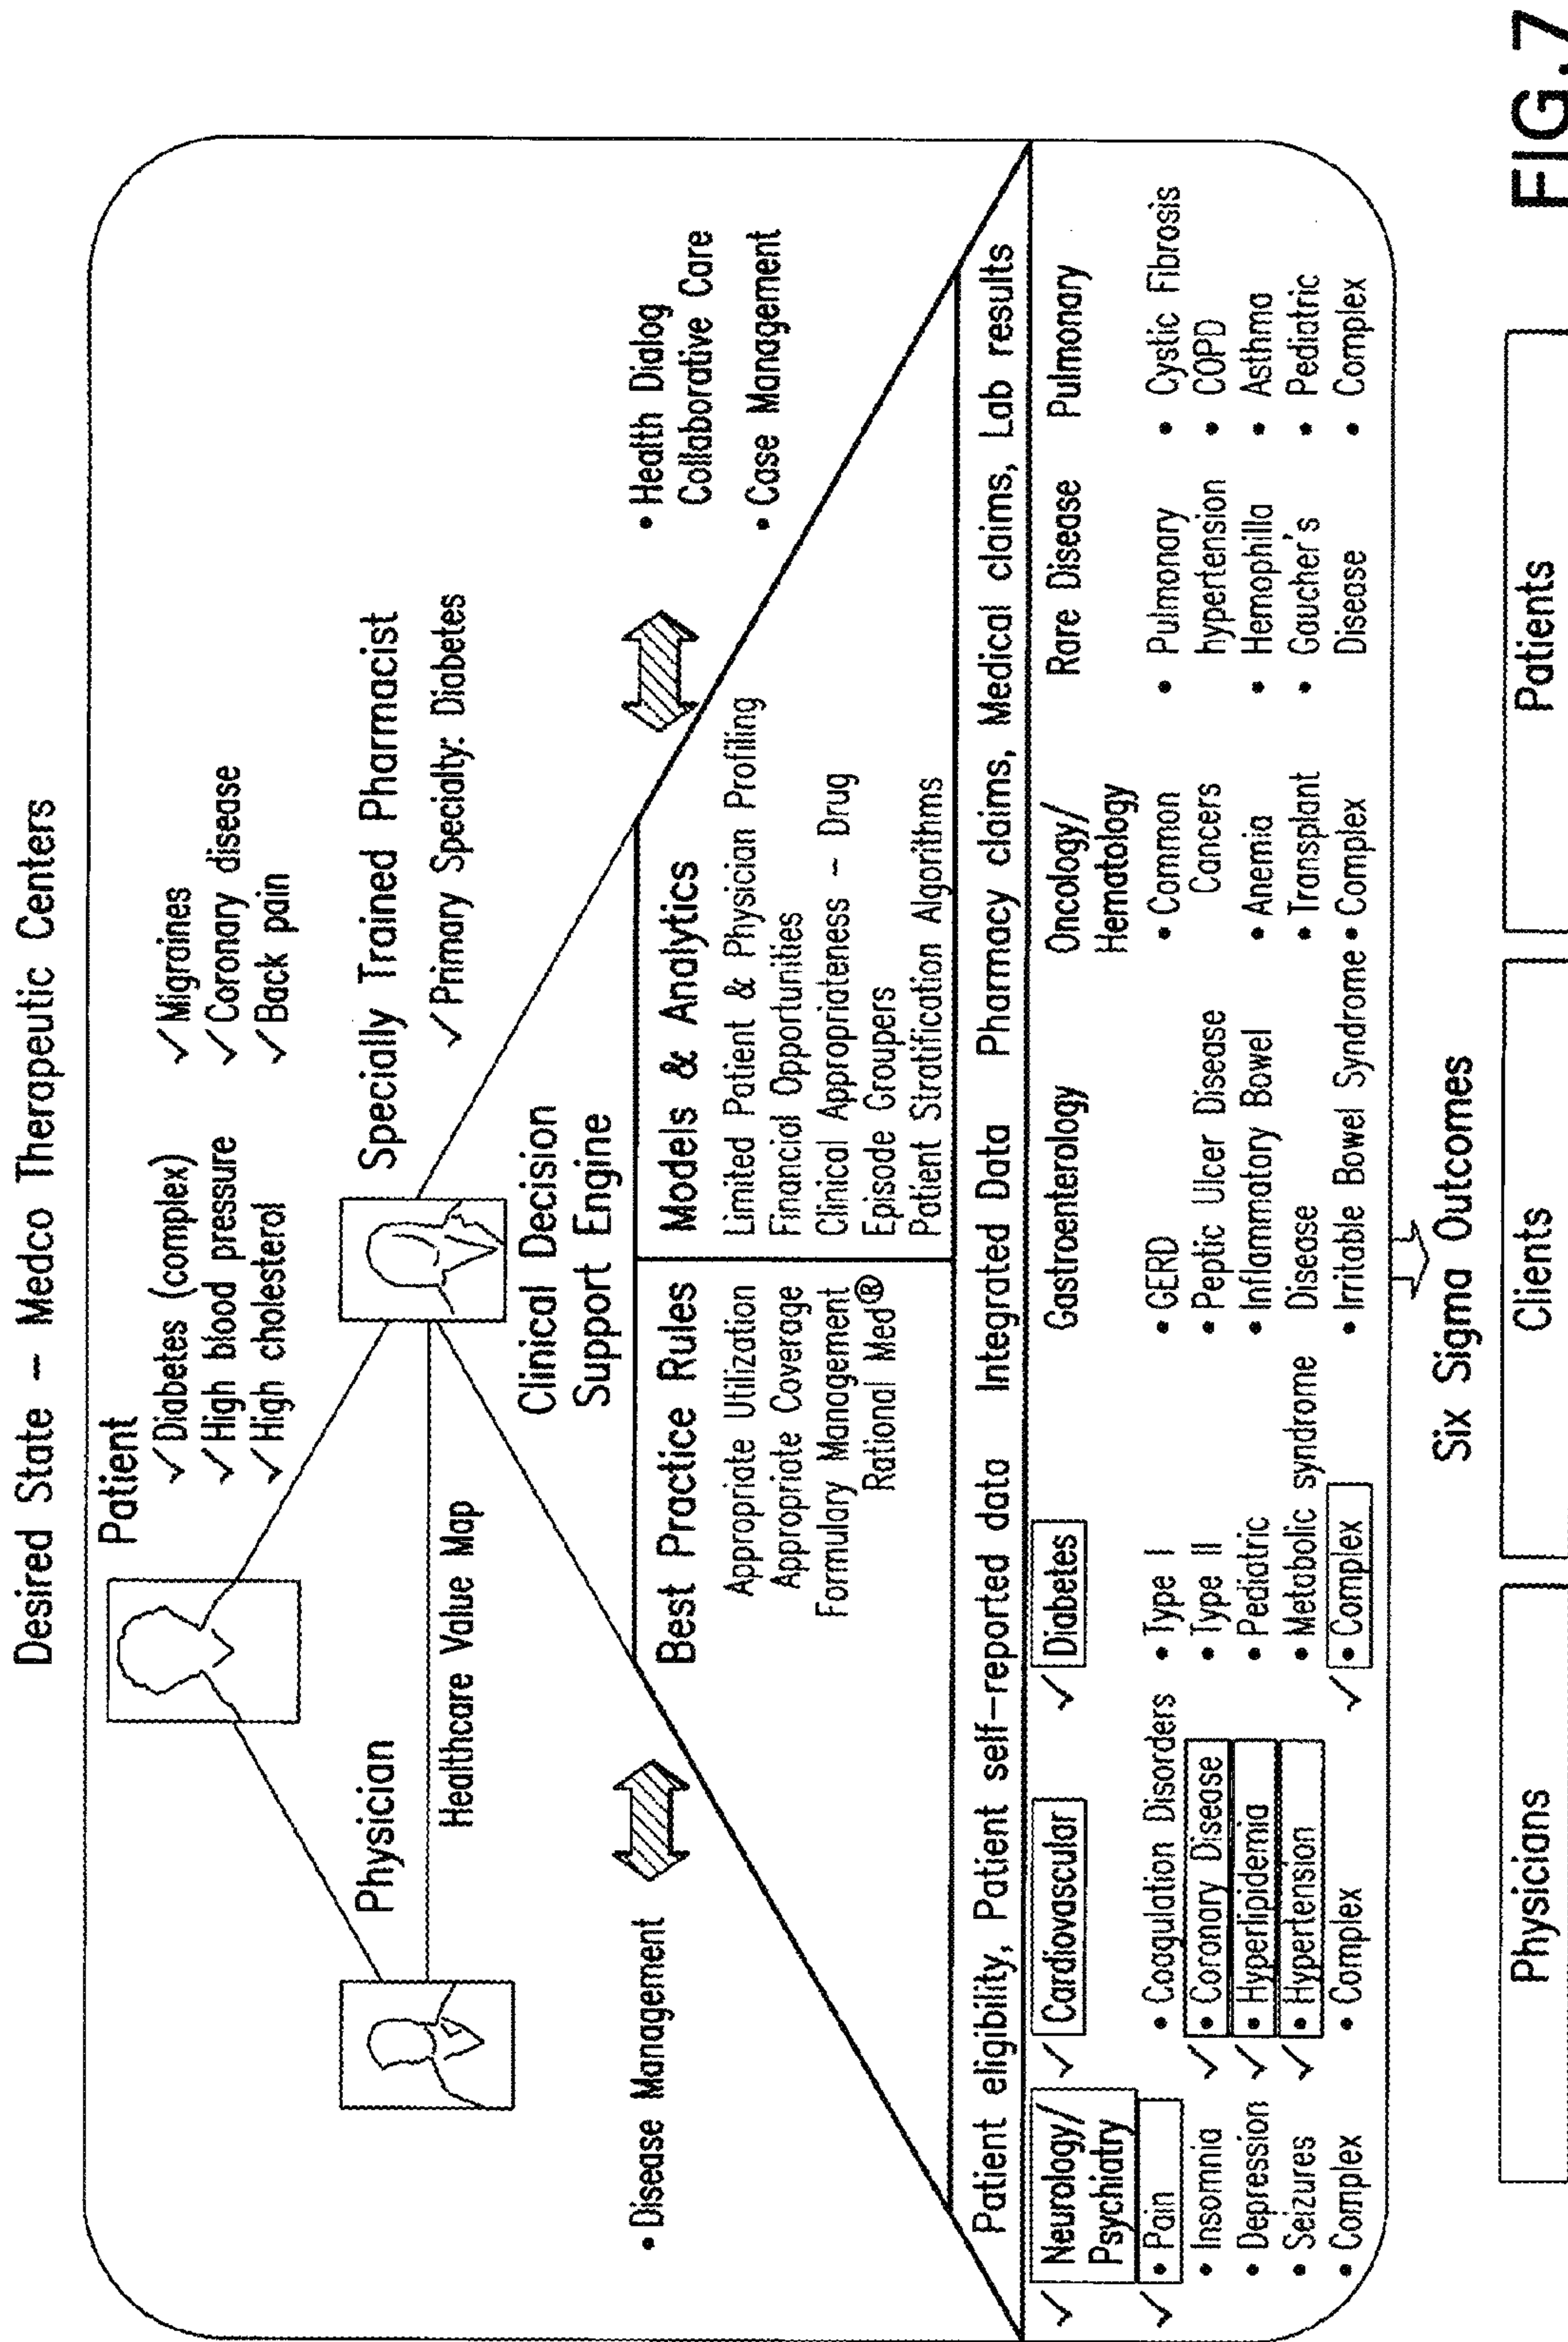 Desired State – Medco Therapeutic Centers
Patient
✓ Diabetes (complex)
✓ High blood pressure
✓ High cholesterol
✓ Migraines
✓ Coronary disease
✓ Back pain
Physician
Healthcare Value Map
Specially Trained Pharmacist
✓ Primary Specialty: Diabetes
• Disease Management
Clinical Decision
Support Engine
• Health Dialog
Collaborative Care
• Case Management
Best Practice Rules
Appropriate Utilization
Appropriate Coverage
Formulary Management
Rational Med®
Models & Analytics
Limited Patient & Physician Profiling
Financial Opportunities
Clinical Appropriateness – Drug
Episode Groupers
Patient Stratification Algorithms
Patient eligibility, Patient self–reported data Integrated Data Pharmacy claims, Medical claims, Lab results
✓ Neurology/
Psychiatry
✓ • Pain
• Insomnia
• Depression
• Seizures
• Complex
✓ Cardiovascular
• Coagulation Disorders
✓ • Coronary Disease
✓ • Hyperlipidemia
✓ • Hypertension
• Complex
✓ Diabetes
• Type I
• Type II
• Pediatric
• Metabolic syndrome
✓ • Complex
Gastroenterology
• GERD
• Peptic Ulcer Disease
• Inflammatory Bowel
Disease
• Irritable Bowel Syndrome
Oncology/
Hematology
• Common
Cancers
• Anemia
• Transplant
• Complex
Rare Disease
• Pulmonary
hypertension
• Hemophilla
• Gaucher's
Disease
Pulmonary
• Cystic Fibrosis
• COPD
• Asthma
• Pediatric
• Complex
Six Sigma Outcomes
Physicians
Clients
Patients
FIG.7